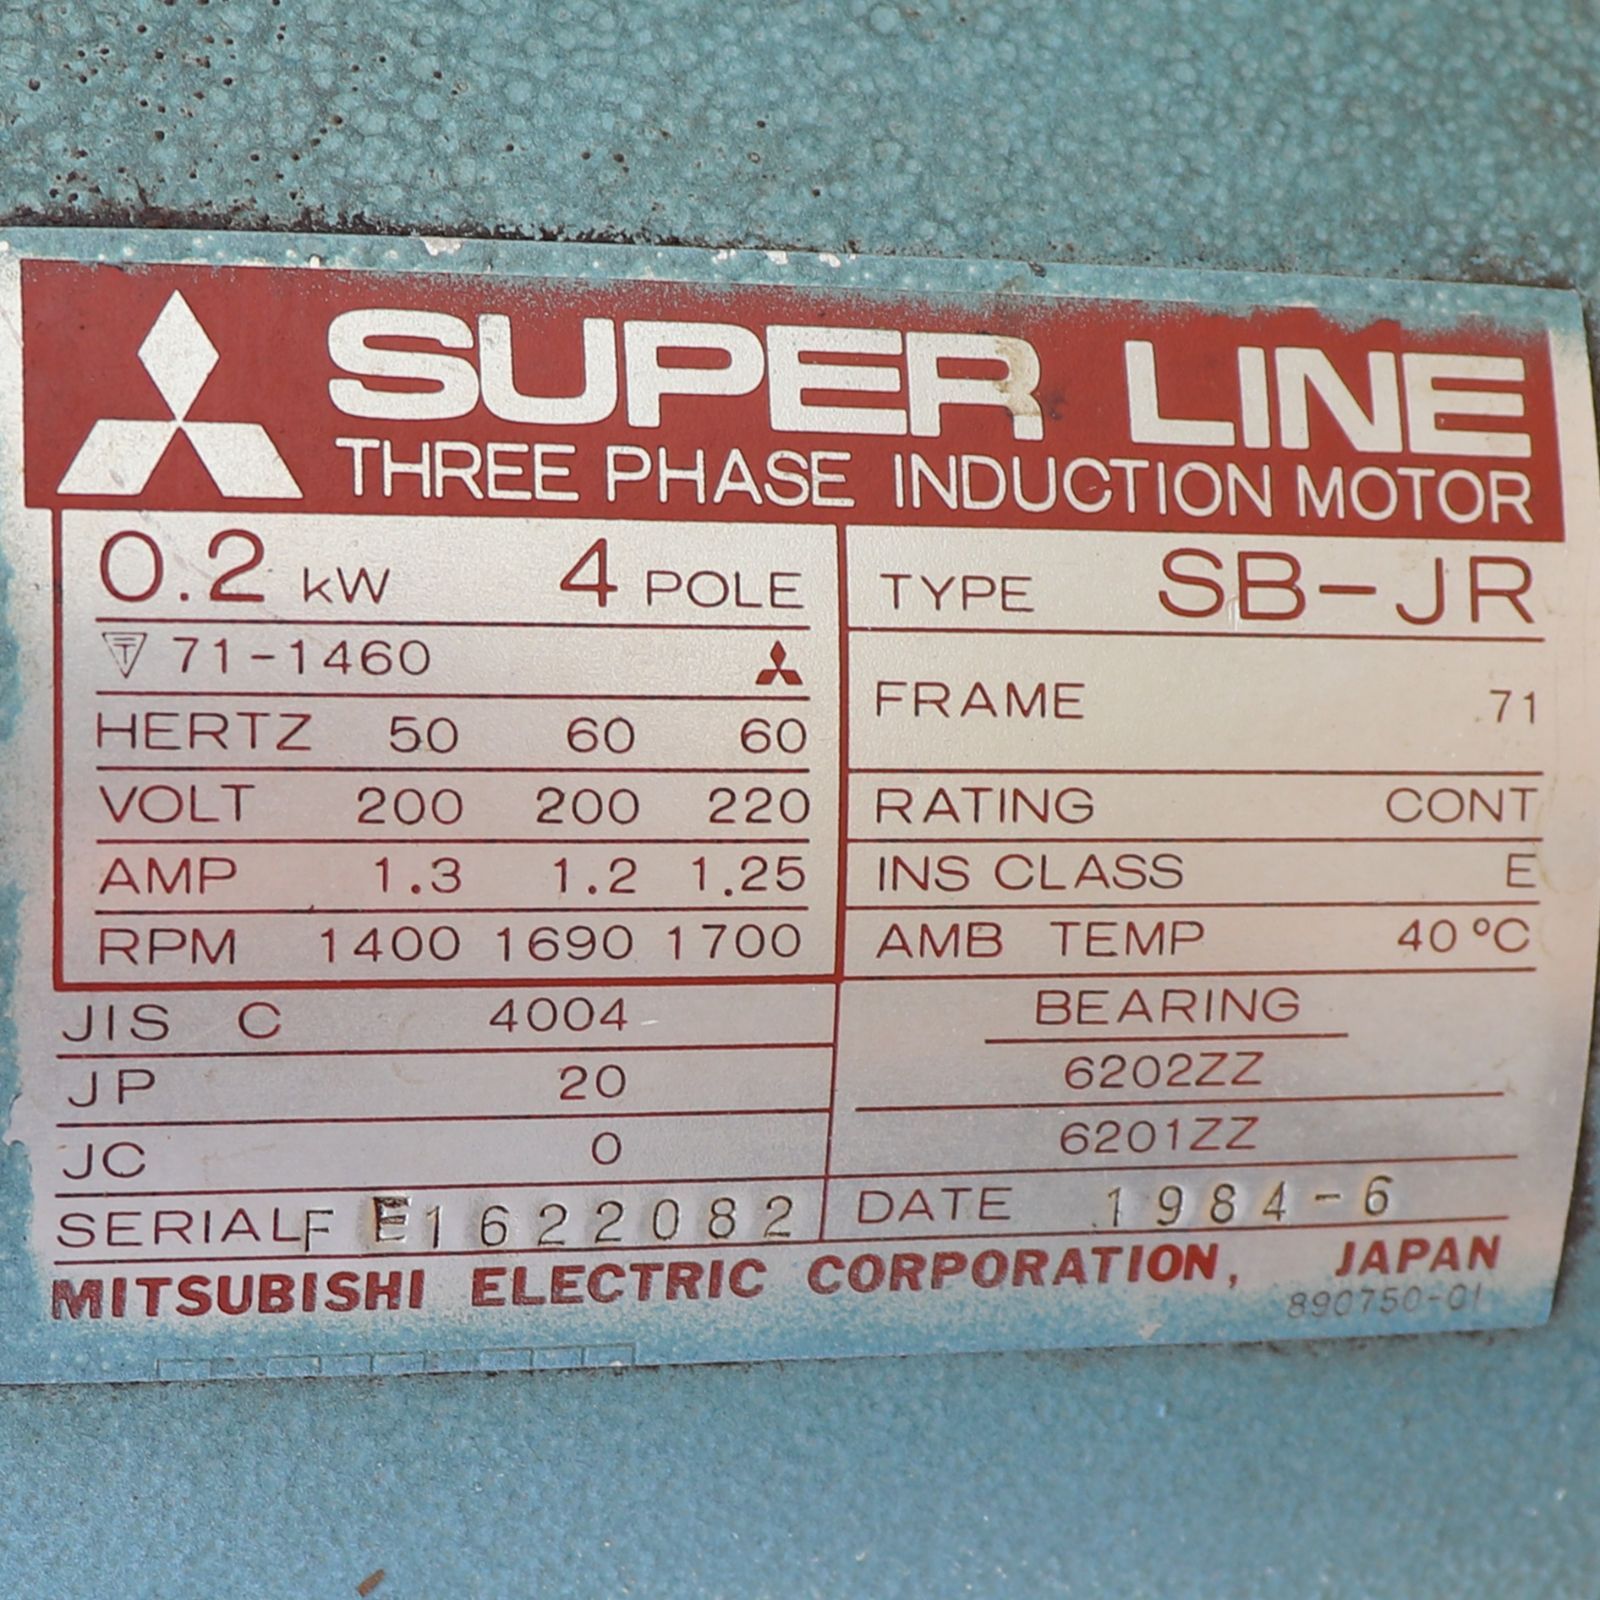 SUPER LINE
THREE PHASE INDUCTION MOTOR
0.2 kW 4 POLE
71-1460
HERTZ 50 60 60
VOLT 200 200 220
AMP 1.3 1.2 1.25
RPM 1400 1690 1700
JIS C 4004
JP 20
JC 0
SERIAL F E1622082
TYPE SB-JR
FRAME 71
RATING CONT
INS CLASS E
AMB TEMP 40°C
BEARING
6202ZZ
6201ZZ
DATE 1984-6
MITSUBISHI ELECTRIC CORPORATION, JAPAN
890750-01